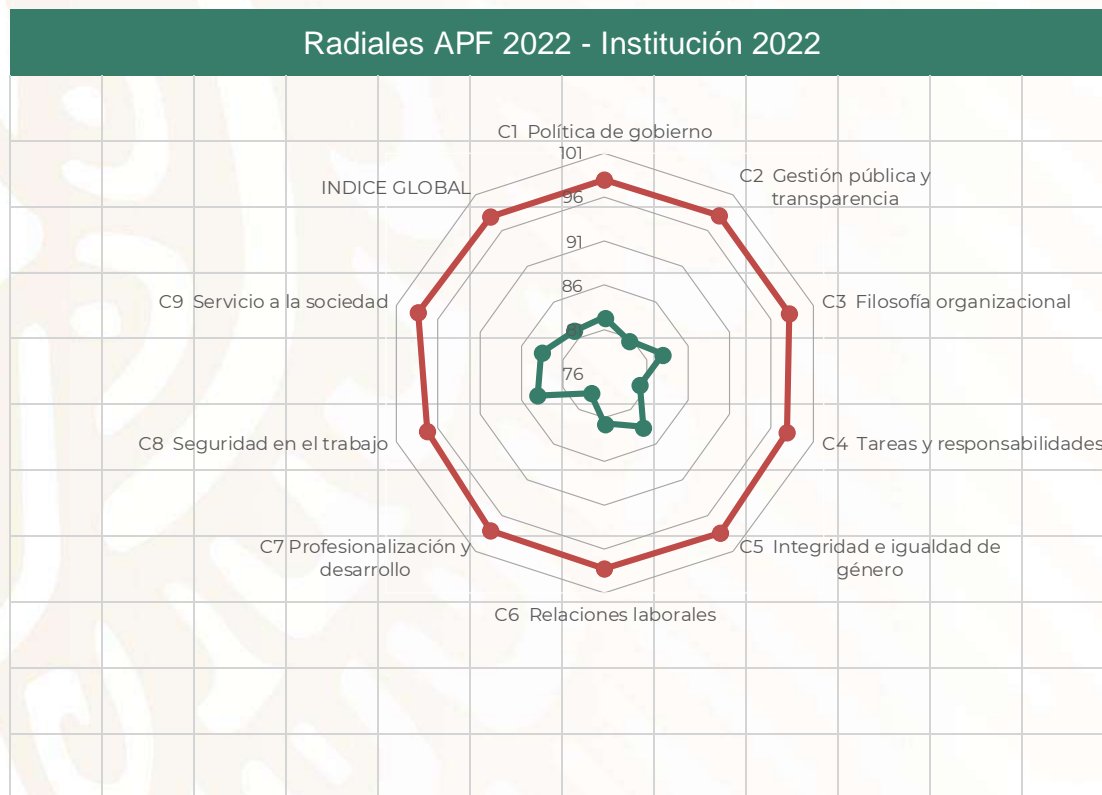 Radiales APF 2022 - Institución 2022
C1 Política de gobierno
101
C2 Gestión pública y
transparencia
INDICE GLOBAL
96
91
86
C9 Servicio a la sociedad
C3 Filosofía organizacional
81
76
C8 Seguridad en el trabajo
C4 Tareas y responsabilidades
C7 Profesionalización y
desarrollo
C5 Integridad e igualdad de
género
C6 Relaciones laborales